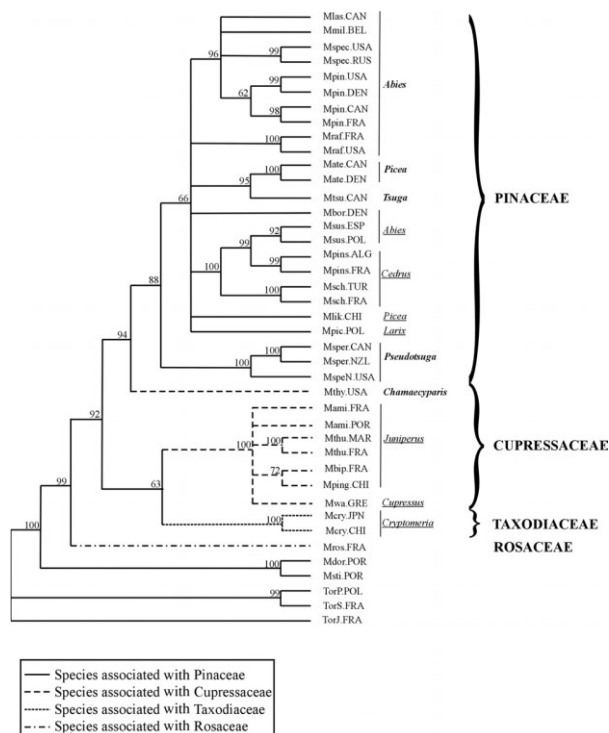 Mlas.CAN
Mmil.BEL
96
Mspec.USA
99
Mspec.RUS
Abies
Mpin.USA
99
Mpin.DEN
62
Mpin.CAN
98
Mpin.FRA
Mraf.FRA
100
Mraf.USA
Mate.CAN
100
Picea
Mate.DEN
95
Mtsu.CAN Tsuga
PINACEAE
66
Mbor.DEN
Msus.ESP
92
Abies
Msus.POL
99
Mpins.ALG
99
Mpins.FRA
Cedrus
100
Msch.TUR
100
Msch.FRA
Mlik.CHI Picea
Mpic.POL Larix
88
Msper.CAN
100
Msper.NZL Pseudotsuga
100
MspeN.USA
94
Mthy.USA Chamaecyparis
Mami.FRA
92
Mami.POR
Mthu.MAR Juniperus
100
100
Mthu.FRA
CUPRESSACEAE
Mbip.FRA
72
Mping.CHI
63
Mwa.GRE Cupressus
99
Mcry.JPN
100
Cryptomeria
TAXODIACEAE
Mcry.CHI
Mros.FRA
ROSACEAE
100
Mdor.POR
100
Msti.POR
TorP.POL
99
TorS.FRA
TorJ.FRA
Species associated with Pinaceae
Species associated with Cupressaceae
Species associated with Taxodiaceae
Species associated with Rosaceae